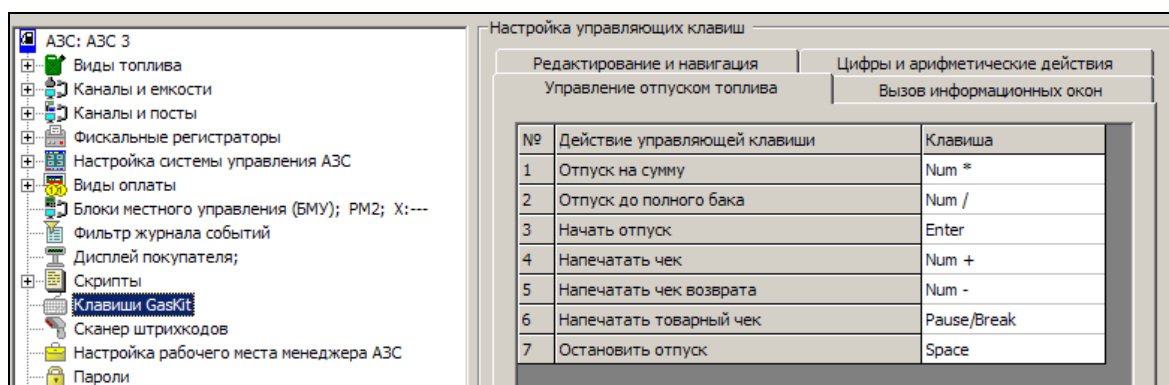 АЗС: АЗС 3
Виды топлива
Каналы и емкости
Каналы и посты
Фискальные регистраторы
Настройка системы управления АЗС
Виды оплаты
Блоки местного управления (БМУ); PM2; X:---
Фильтр журнала событий
Дисплей покупателя;
Скрипты
Клавиши GasKit
Сканер штрихкодов
Настройка рабочего места менеджера АЗС
Пароли
Настройка управляющих клавиш
Редактирование и навигация Цифры и арифметические действия
Управление отпуском топлива Вызов информационных окон
№ Действие управляющей клавиши Клавиша
1 Отпуск на сумму Num *
2 Отпуск до полного бака Num /
3 Начать отпуск Enter
4 Напечатать чек Num +
5 Напечатать чек возврата Num -
6 Напечатать товарный чек Pause/Break
7 Остановить отпуск Space